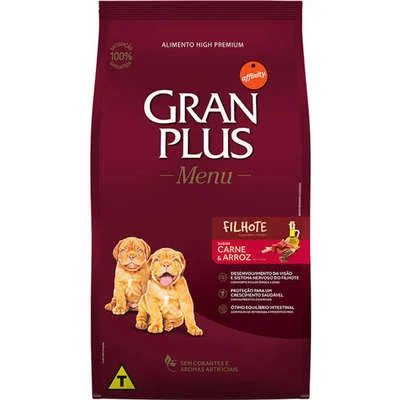 100%
ALIMENTO HIGH PREMIUM
affinity
GRAN
PLUS
Menu
FILHOTE
SABOR
CARNE
& ARROZ
DESENVOLVIMENTO DA VISÃO
E SISTEMA NERVOSO DO FILHOTE
PROTEÇÃO PARA UM
CRESCIMENTO SAUDÁVEL
ÓTIMO EQUILÍBRIO INTESTINAL
SEM CORANTES E
AROMAS ARTIFICIAIS
T